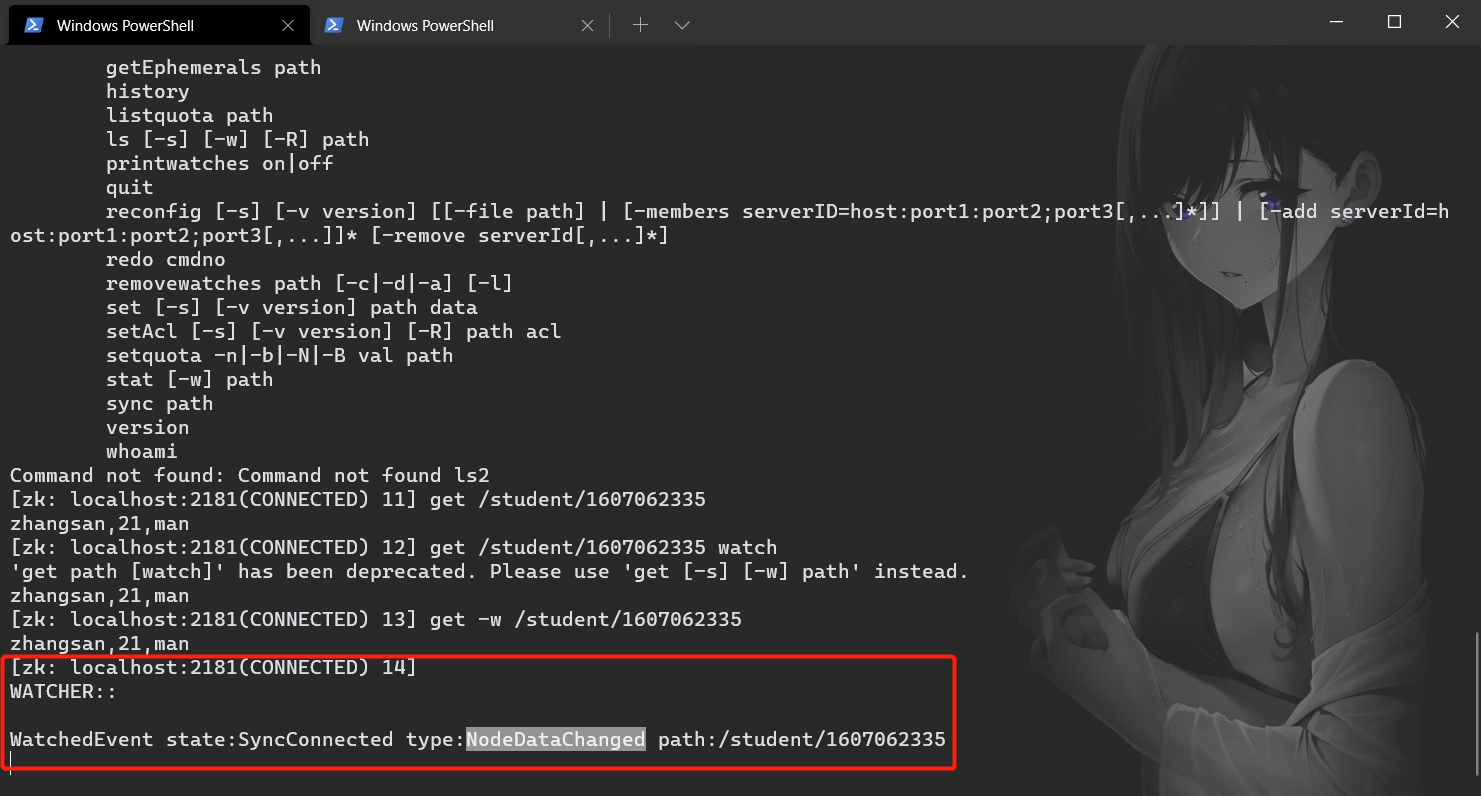 Windows PowerShell
Windows PowerShell
getEphemerals path
history
listquota path
ls [-s] [-w] [-R] path
printwatches on|off
quit
reconfig [-s] [-v version] [[-file path] | [-members serverID=host:port1:port2;port3[,...]*]] | [-add serverId=h
ost:port1:port2;port3[,...]]* [-remove serverId[,...]*]
redo cmdno
removewatches path [-c|-d|-a] [-l]
set [-s] [-v version] path data
setAcl [-s] [-v version] [-R] path acl
setquota -n|-b|-N|-B val path
stat [-w] path
sync path
version
whoami
Command not found: Command not found ls2
[zk: localhost:2181(CONNECTED) 11] get /student/1607062335
zhangsan,21,man
[zk: localhost:2181(CONNECTED) 12] get /student/1607062335 watch
'get path [watch]' has been deprecated. Please use 'get [-s] [-w] path' instead.
zhangsan,21,man
[zk: localhost:2181(CONNECTED) 13] get -w /student/1607062335
zhangsan,21,man
[zk: localhost:2181(CONNECTED) 14]
WATCHER::
WatchedEvent state:SyncConnected type:NodeDataChanged path:/student/1607062335